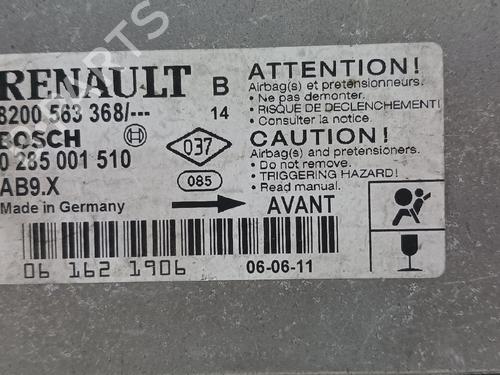 RENAULT B
8200 563 368/--- 14
BOSCH
0 285 001 510
AB9.X
Made in Germany
037
085
AVANT
ATTENTION!
Airbag(s) et pretensionneurs.
• Ne pas demonter.
• RISQUE DE DECLENCHEMENT!
• Consulter la notice.
CAUTION!
Airbag(s) and pretensioners.
• Do not remove.
• TRIGGERING HAZARD!
• Read manual.
06 162 1906
06-06-11